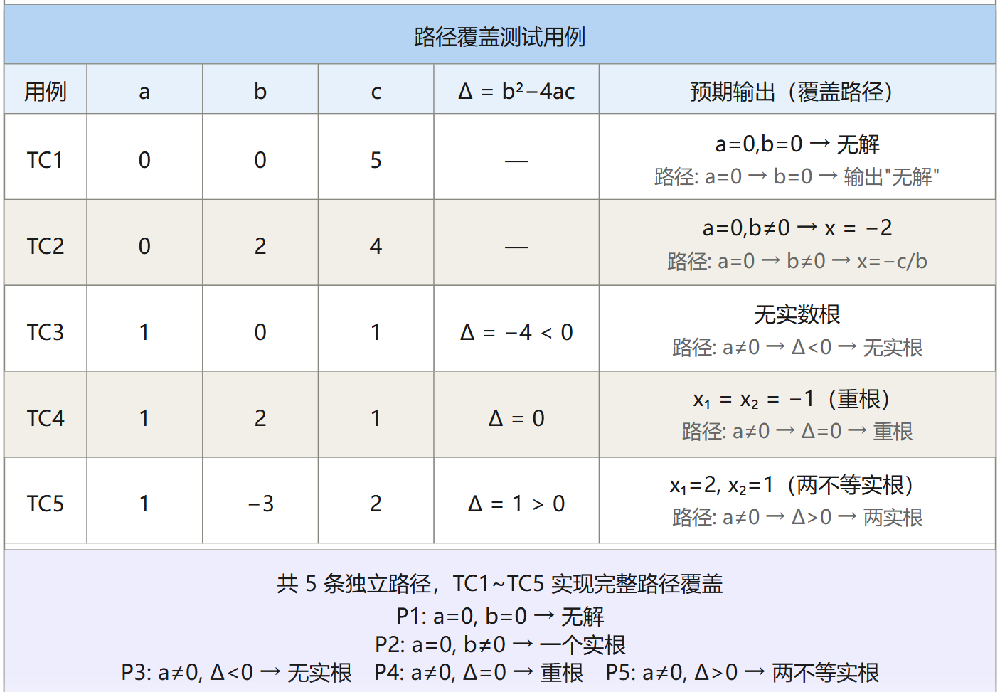 路径覆盖测试用例
用例 a b c Δ = b²−4ac 预期输出（覆盖路径）
TC1 0 0 5 — a=0,b=0 → 无解
路径: a=0 → b=0 → 输出"无解"
TC2 0 2 4 — a=0,b≠0 → x = −2
路径: a=0 → b≠0 → x=−c/b
TC3 1 0 1 Δ = −4 < 0 无实数根
路径: a≠0 → Δ<0 → 无实根
TC4 1 2 1 Δ = 0 x₁ = x₂ = −1（重根）
路径: a≠0 → Δ=0 → 重根
TC5 1 −3 2 Δ = 1 > 0 x₁=2, x₂=1（两不等实根）
路径: a≠0 → Δ>0 → 两实根
共 5 条独立路径，TC1~TC5 实现完整路径覆盖
P1: a=0, b=0 → 无解
P2: a=0, b≠0 → 一个实根
P3: a≠0, Δ<0 → 无实根 P4: a≠0, Δ=0 → 重根 P5: a≠0, Δ>0 → 两不等实根